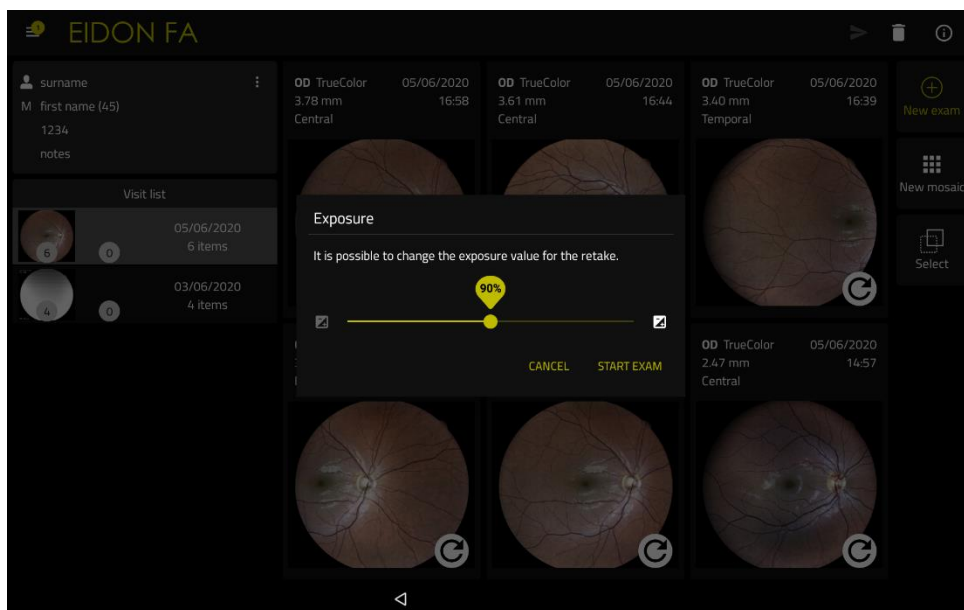 1
EIDON FA
surname
M first name (45)
1234
notes
Visit list
05/06/2020
6 items
6
0
03/06/2020
4 items
4
0
OD TrueColor 05/06/2020
3.78 mm 16:58
Central
OD TrueColor 05/06/2020
3.61 mm 16:44
Central
OD TrueColor 05/06/2020
3.40 mm 16:39
Temporal
New exam
New mosaic
Select
Exposure
It is possible to change the exposure value for the retake.
90%
CANCEL START EXAM
OD TrueColor 05/06/2020
2.47 mm 14:57
Central